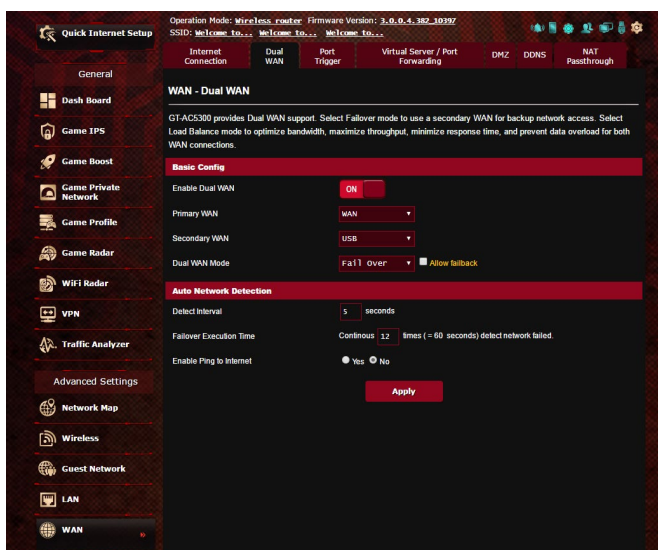 Quick Internet Setup
Operation Mode: Wireless router Firmware Version: 3.0.0.4.382_10397
SSID: Welcome to... Welcome to... Welcome to...
Internet Connection
Dual WAN
Port Trigger
Virtual Server / Port Forwarding
DMZ
DDNS
NAT Passthrough
General
Dash Board
Game IPS
Game Boost
Game Private Network
Game Profile
Game Radar
WiFi Radar
VPN
Traffic Analyzer
Advanced Settings
Network Map
Wireless
Guest Network
LAN
WAN
WAN - Dual WAN
GT-AC5300 provides Dual WAN support. Select Failover mode to use a secondary WAN for backup network access. Select
Load Balance mode to optimize bandwidth, maximize throughput, minimize response time, and prevent data overload for both
WAN connections.
Basic Config
Enable Dual WAN ON
Primary WAN WAN
Secondary WAN USB
Dual WAN Mode Fail Over Allow failback
Auto Network Detection
Detect Interval 5 seconds
Failover Execution Time Continous 12 times ( = 60 seconds) detect network failed.
Enable Ping to Internet Yes No
Apply